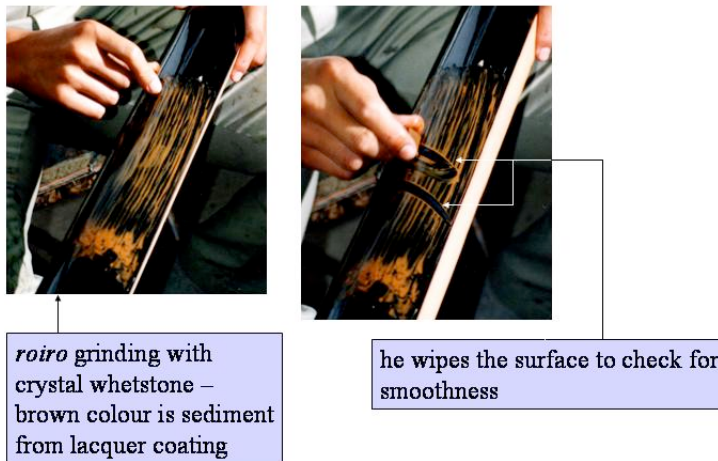 roiro grinding with
crystal whetstone –
brown colour is sediment
from lacquer coating
he wipes the surface to check for
smoothness